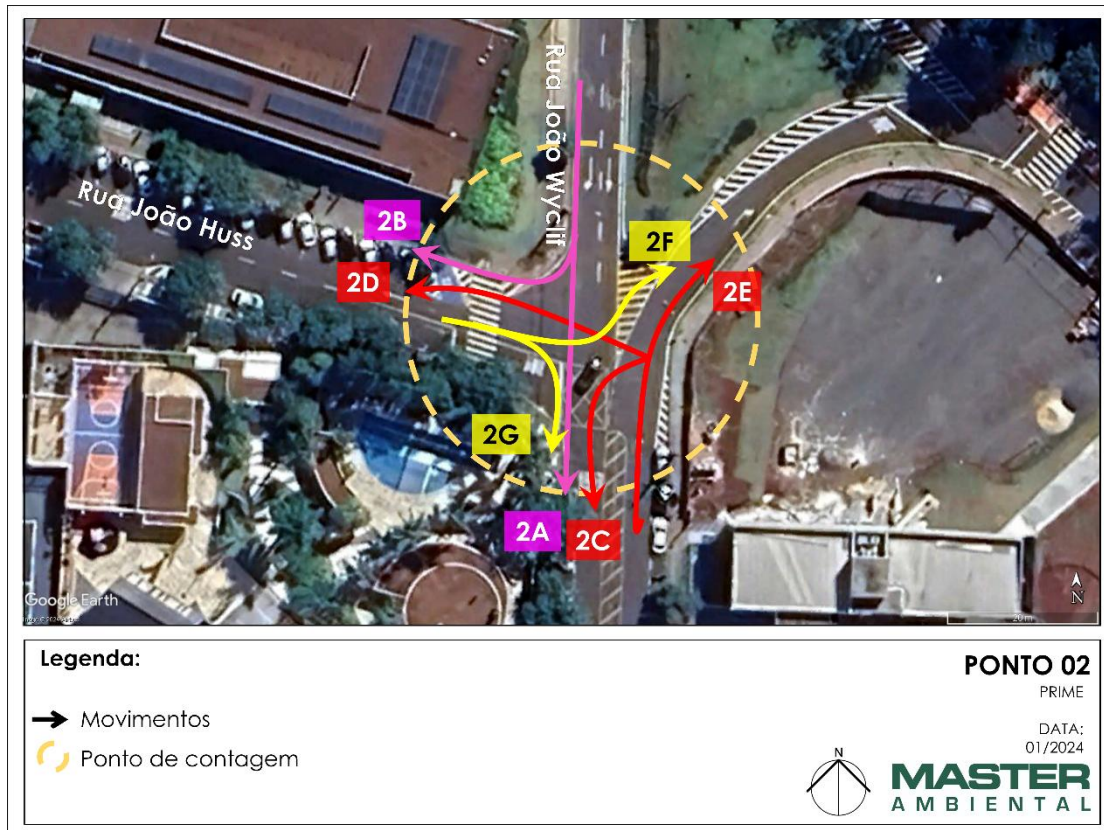 Rua João Wyclif
Rua João Huss
2B
2D
2F
2E
2G
2A
2C
Google Earth
20 m
N
Legenda:
Movimentos
Ponto de contagem
PONTO 02
PRIME
DATA:
01/2024
N
MASTER
AMBIENTAL